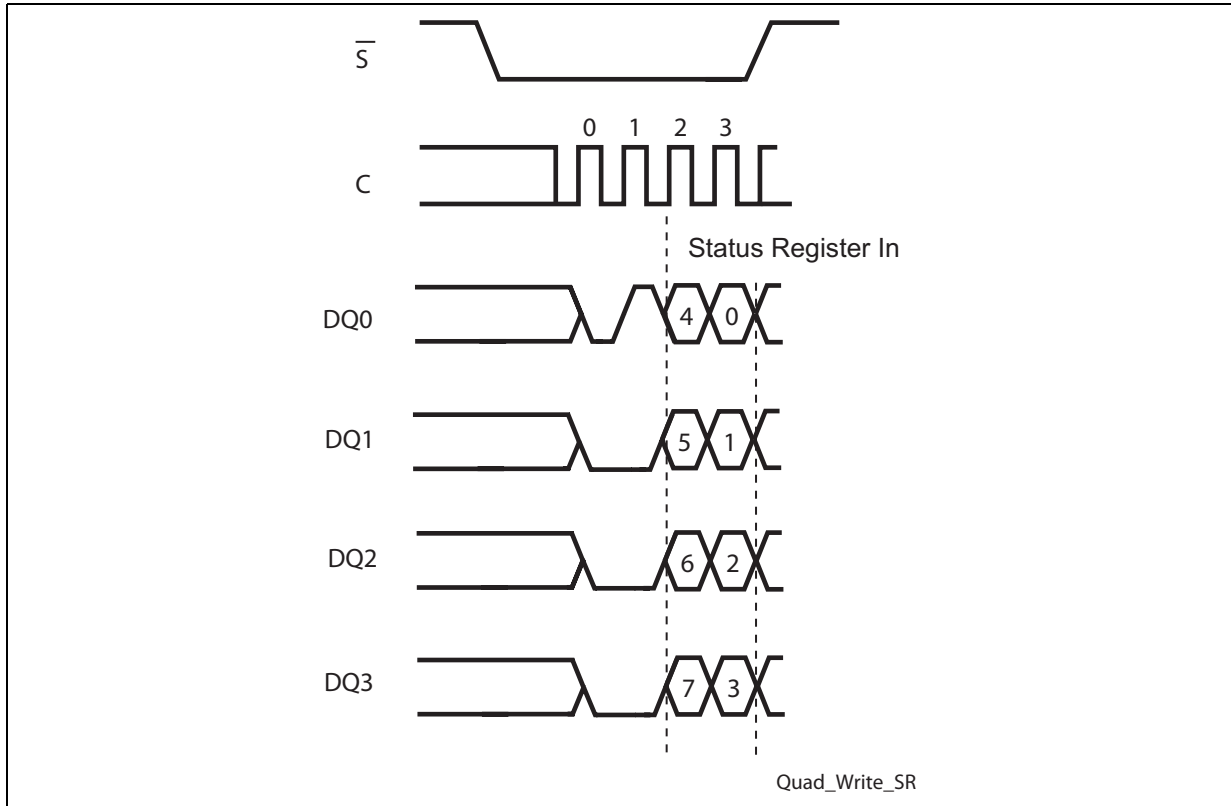 S
0 1 2 3
C
Status Register In
DQ0
4 0
DQ1
5 1
DQ2
6 2
DQ3
7 3
Quad_Write_SR